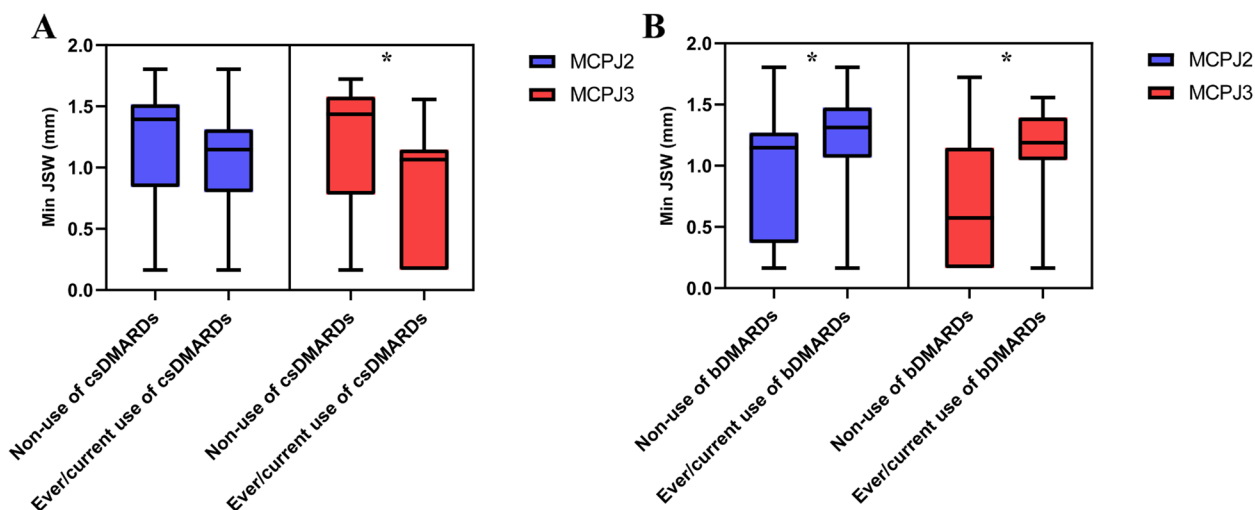 A
B
Min JSW (mm)
2.0
1.5
1.0
0.5
0.0
*
MCPJ2
MCPJ3
Non-use of csDMARDs
Ever/current use of csDMARDs
Non-use of csDMARDs
Ever/current use of csDMARDs
Min JSW (mm)
2.0
1.5
1.0
0.5
0.0
*
*
MCPJ2
MCPJ3
Non-use of bDMARDs
Ever/current use of bDMARDs
Non-use of bDMARDs
Ever/current use of bDMARDs